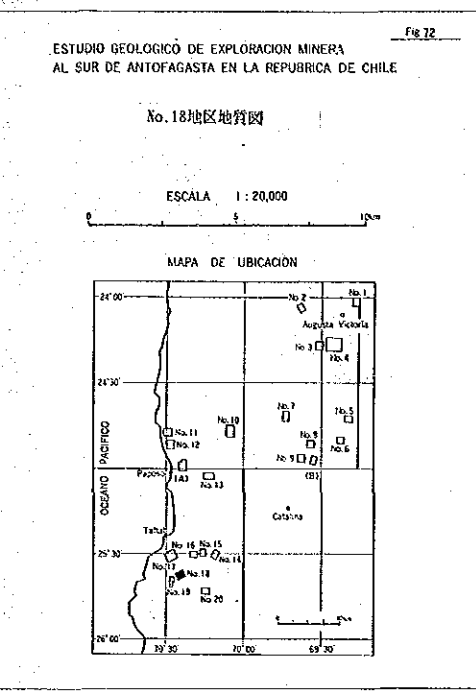 Fig 72
ESTUDIO GEOLOGICO DE EXPLORACION MINERA
AL SUR DE ANTOFAGASTA EN LA REPUBRICA DE CHILE
No.18地区地質図
ESCALA 1:20,000
0 5 10km
MAPA DE UBICACION
24°00'
No.2
No.1
Augusta Victoria
No.3
No.4
24°30'
No.7
No.5
No.10
No.11
No.12
No.8
No.6
No.9
Paposo
(A)
No.13
(B)
OCEANO PACIFICO
Catalina
Taltal
No.16
No.15
25°30'
No.14
No.17
No.18
No.19
No.20
0
26°00'
70°00'
69°30'